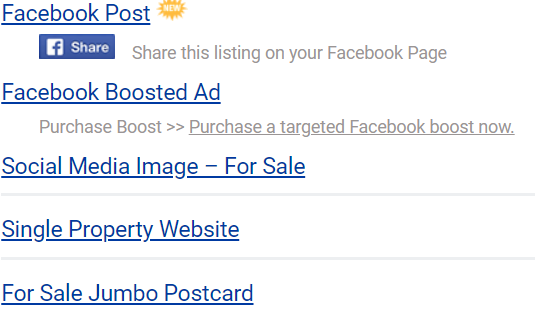 Facebook Post NEW
f Share Share this listing on your Facebook Page
Facebook Boosted Ad
Purchase Boost >> Purchase a targeted Facebook boost now.
Social Media Image – For Sale
Single Property Website
For Sale Jumbo Postcard